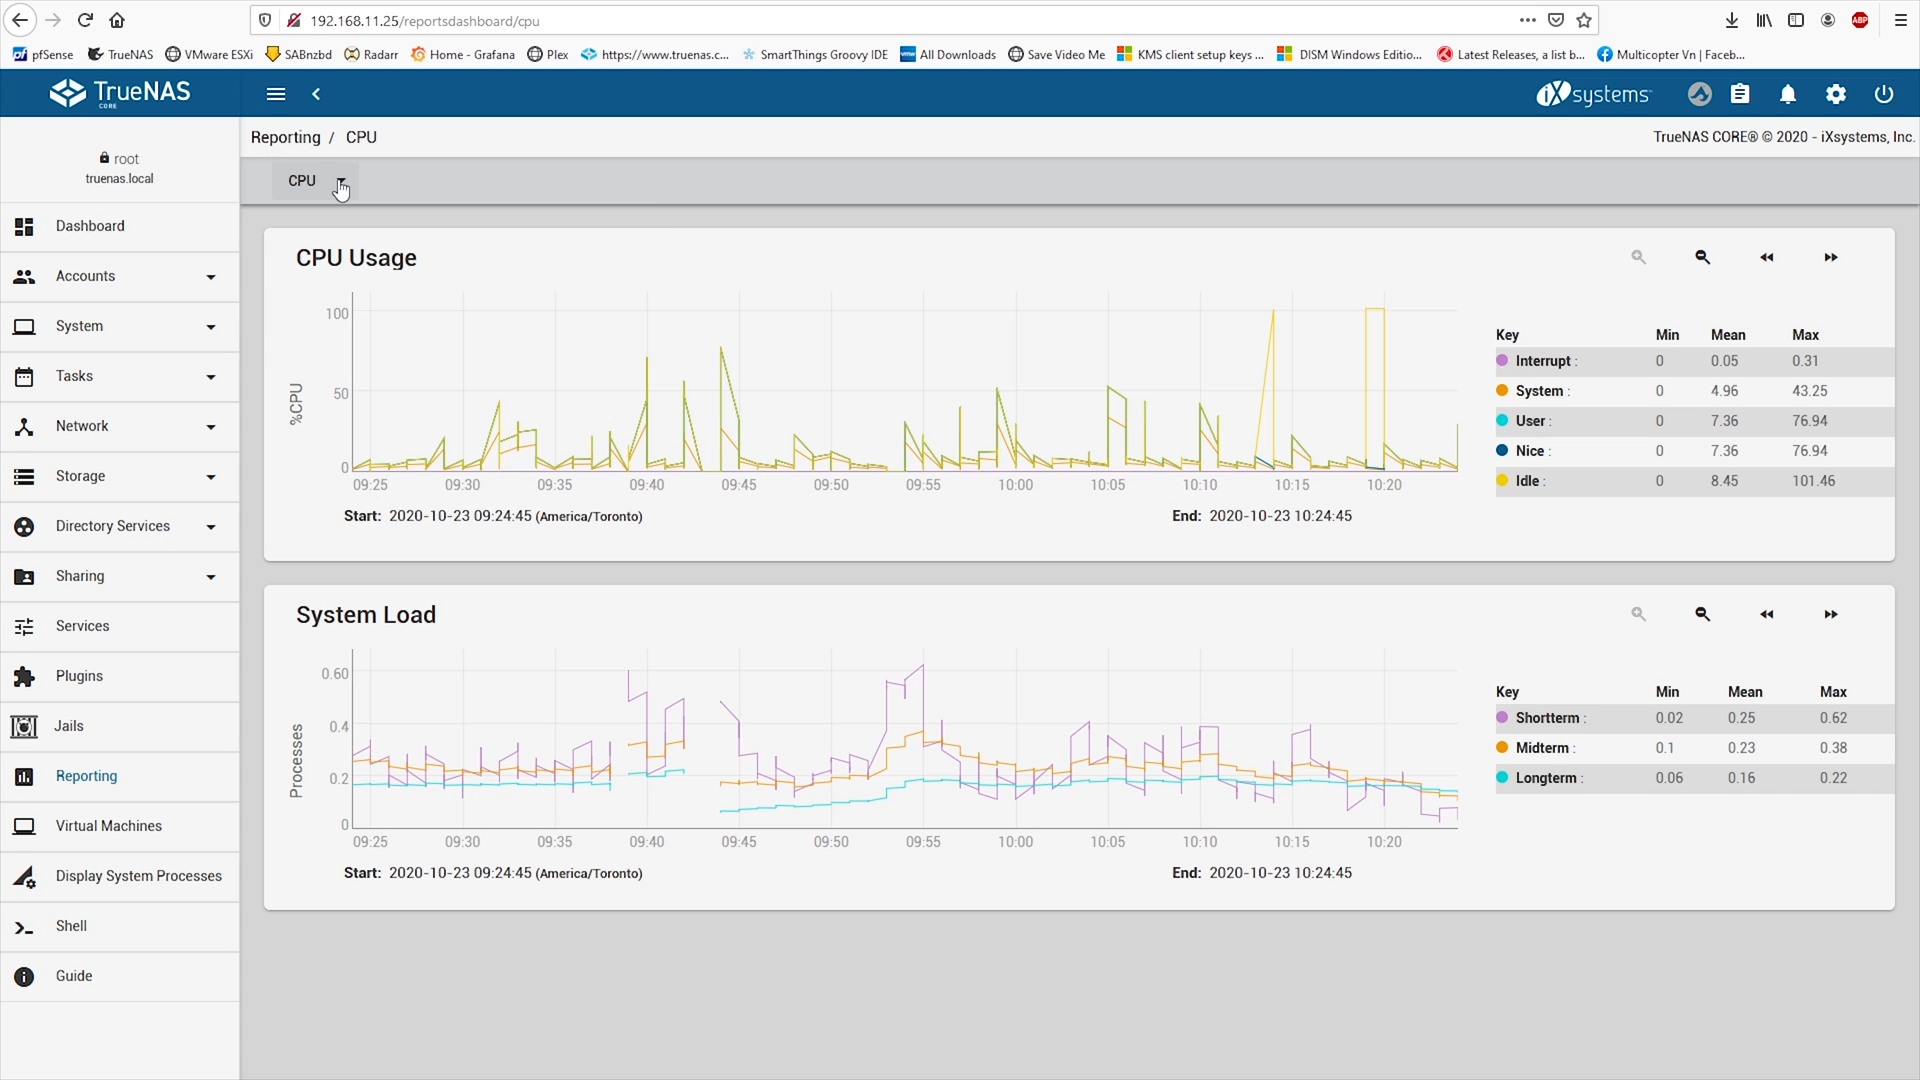 192.168.11.25/reportsdashboard/cpu
ABP
pfSense TrueNAS VMware ESXi SABnzbd Radarr Home - Grafana Plex https://www.truenas.c... SmartThings Groovy IDE All Downloads Save Video Me KMS client setup keys ... DISM Windows Editio... Latest Releases, a list b... Multicopter Vn | Faceb...
TrueNAS
CORE
iXsystems
Reporting / CPU
TrueNAS CORE® © 2020 - iXsystems, Inc.
root
truenas.local
CPU
Dashboard
Accounts
System
Tasks
Network
Storage
Directory Services
Sharing
Services
Plugins
Jails
Reporting
Virtual Machines
Display System Processes
Shell
Guide
CPU Usage
%CPU
100
50
0
09:25 09:30 09:35 09:40 09:45 09:50 09:55 10:00 10:05 10:10 10:15 10:20
Start: 2020-10-23 09:24:45 (America/Toronto)
End: 2020-10-23 10:24:45
Key Min Mean Max
Interrupt : 0 0.05 0.31
System : 0 4.96 43.25
User : 0 7.36 76.94
Nice : 0 7.36 76.94
Idle : 0 8.45 101.46
System Load
Processes
0.60
0.4
0.2
0
09:25 09:30 09:35 09:40 09:45 09:50 09:55 10:00 10:05 10:10 10:15 10:20
Start: 2020-10-23 09:24:45 (America/Toronto)
End: 2020-10-23 10:24:45
Key Min Mean Max
Shortterm : 0.02 0.25 0.62
Midterm : 0.1 0.23 0.38
Longterm : 0.06 0.16 0.22